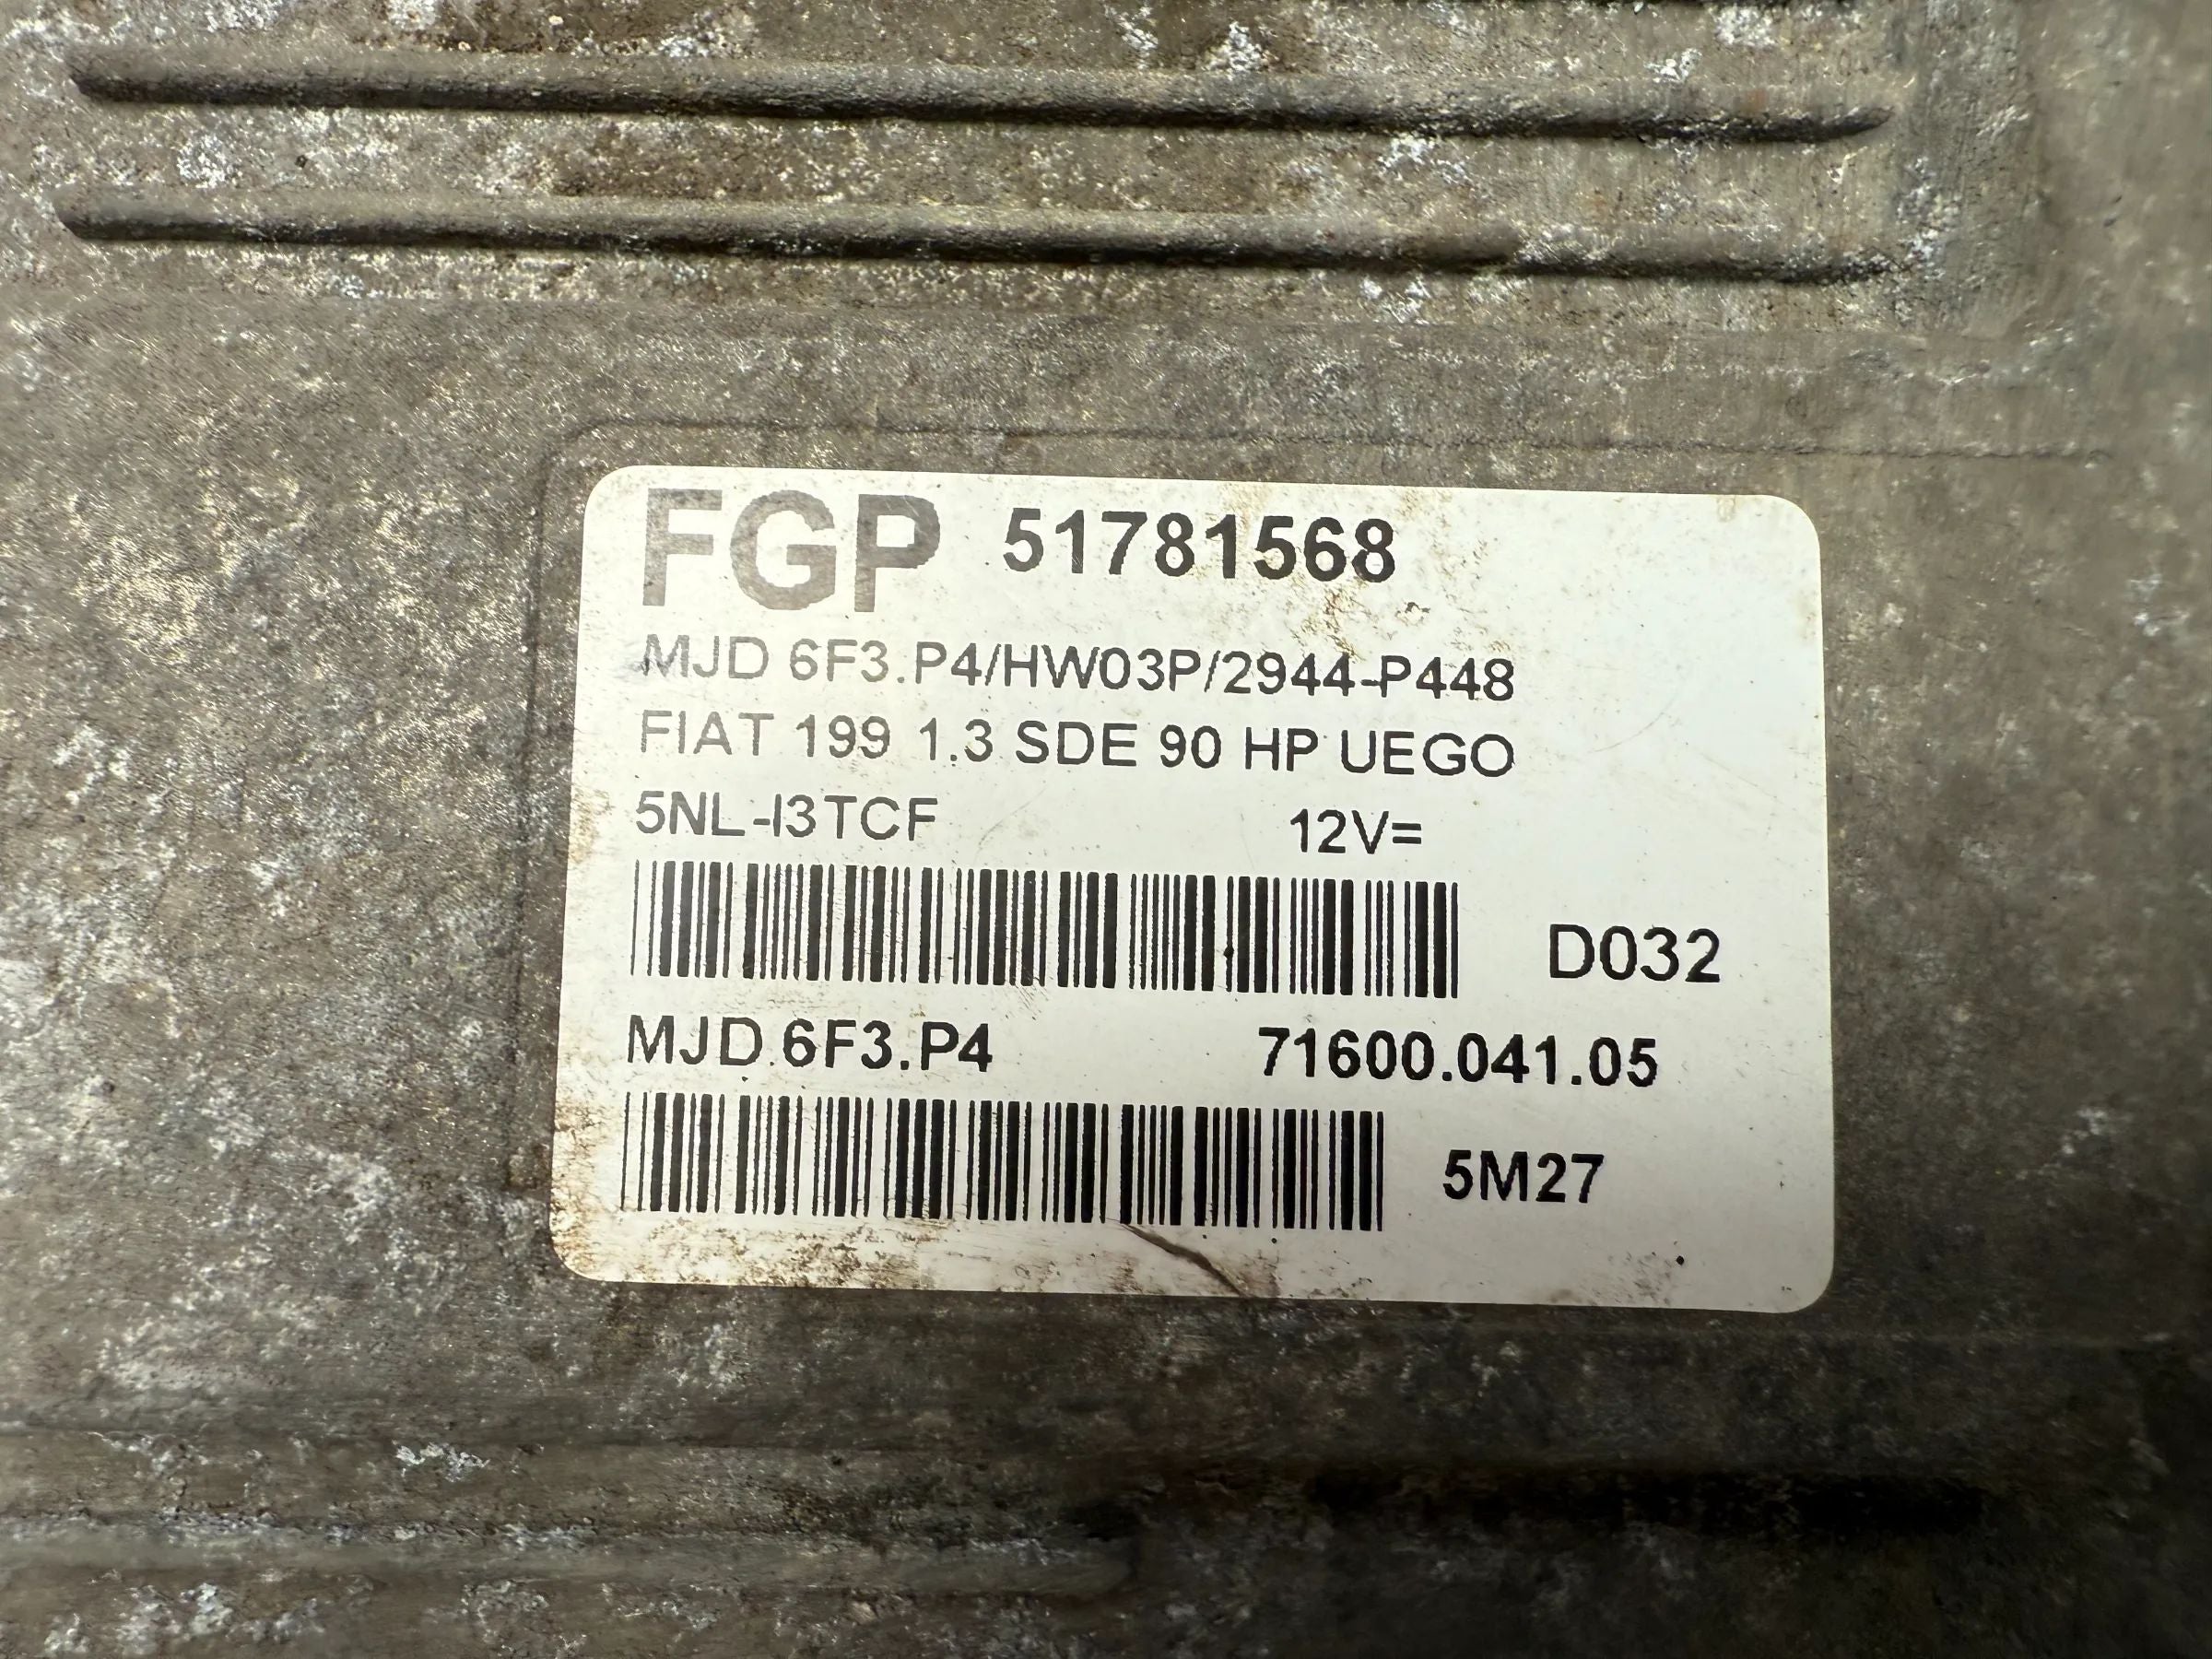 FGP 51781568
MJD 6F3.P4/HW03P/2944-P448
FIAT 199 1.3 SDE 90 HP UEGO
5NL-I3TCF 12V=
D032
MJD 6F3.P4 71600.041.05
5M27